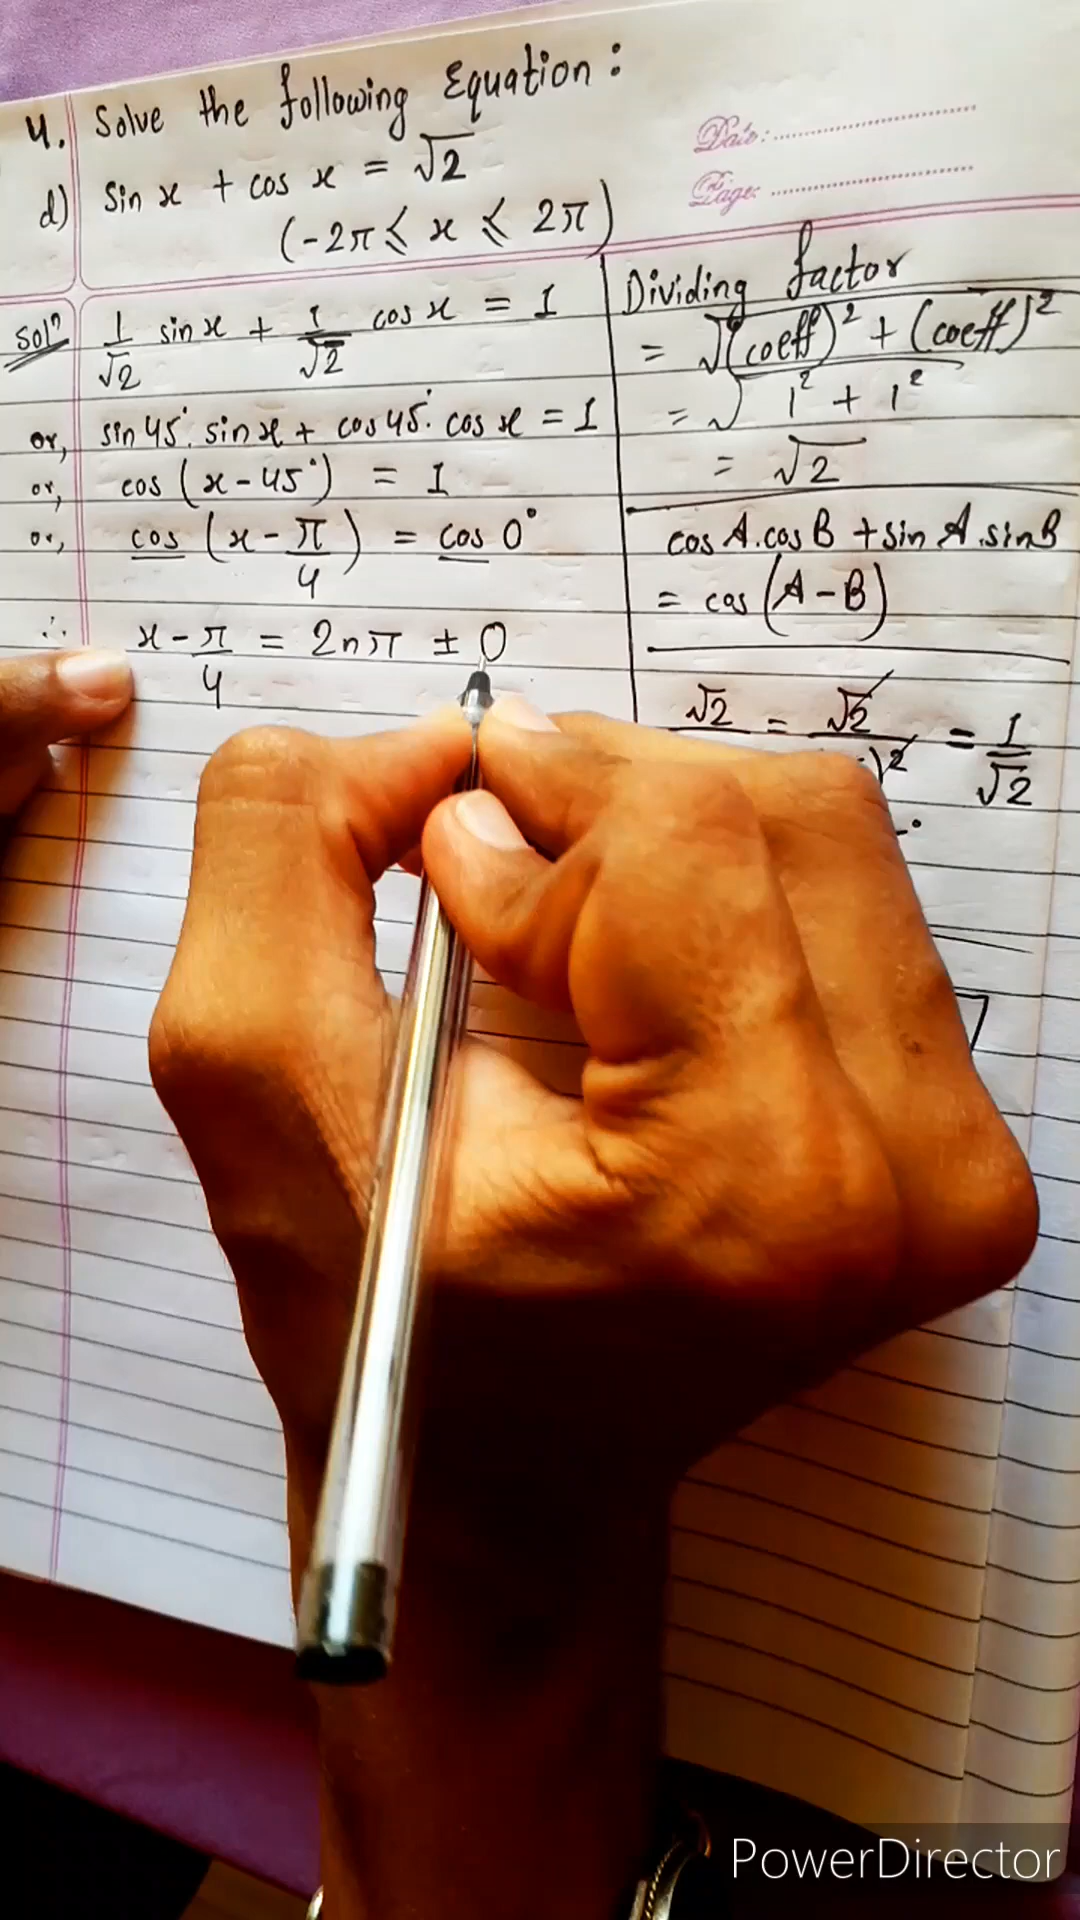 4. Solve the following Equation :
d) sin x + cos x = √2
(-2π ≤ x ≤ 2π)
Date: ....................
Page: ....................
Solⁿ 1/√2 sin x + 1/√2 cos x = 1
or, sin 45°. sin x + cos 45°. cos x = 1
or, cos (x - 45°) = 1
or, cos (x - π/4) = cos 0°
∴ x - π/4 = 2nπ ± 0
Dividing factor
= √(coeff)² + (coeff)²
= √1² + 1²
= √2
cos A. cos B + sin A. sin B
= cos (A - B)
√2 = √2 = 1/√2
)²
PowerDirector